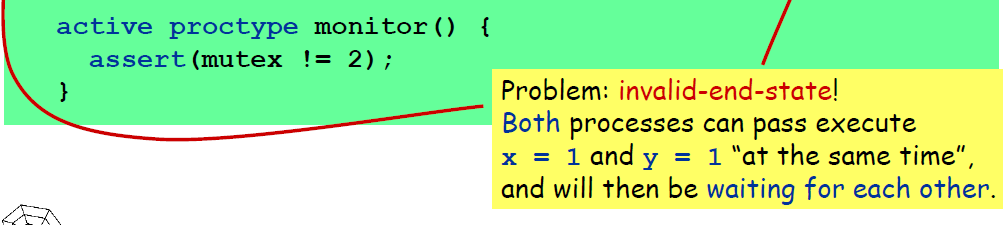 active proctype monitor() {
assert(mutex != 2);
}
Problem: invalid-end-state!
Both processes can pass execute
x = 1 and y = 1 “at the same time”,
and will then be waiting for each other.